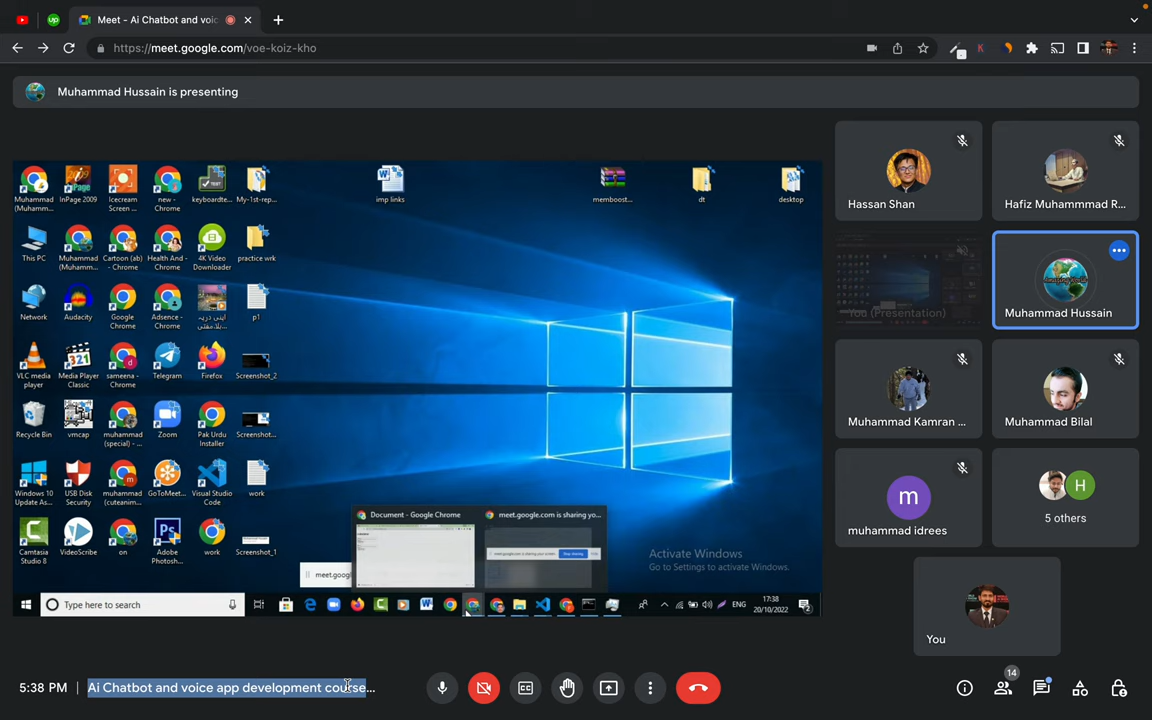 Meet - Ai Chatbot and voic
https://meet.google.com/voe-koiz-kho
Muhammad Hussain is presenting
Muhammad (Muhamm...
InPage 2009
Icecream Screen ...
new - Chrome
keyboardte...
My-1st-rep...
imp links
memboost...
dt
desktop
This PC
Muhammad (Muhamm...
Cartoon (ab) - Chrome
Health And - Chrome
4K Video Downloader
practice wrk
Network
Audacity
Google Chrome
Adsence - Chrome
p1
VLC media player
Media Player Classic
sameena - Chrome
Telegram
Firefox
Screenshot_2
Recycle Bin
vmcap
muhammad (special) - ...
Zoom
Pak Urdu Installer
Screenshot...
Windows 10 Update As...
USB Disk Security
muhammad (cuteanim...
GoToMeet...
Visual Studio Code
work
Camtasia Studio 8
VideoScribe
on
Adobe Photosh...
work
Screenshot_1
Document - Google Chrome
meet.google.com is sharing yo...
Stop sharing
meet.googl
Activate Windows
Go to Settings to activate Windows.
Type here to search
ENG
17:38
20/10/2022
Hassan Shan
Hafiz Muhammmad R...
You (Presentation)
Muhammad Hussain
Muhammad Kamran ...
Muhammad Bilal
muhammad idrees
m
H
5 others
You
5:38 PM | Ai Chatbot and voice app development course...
14